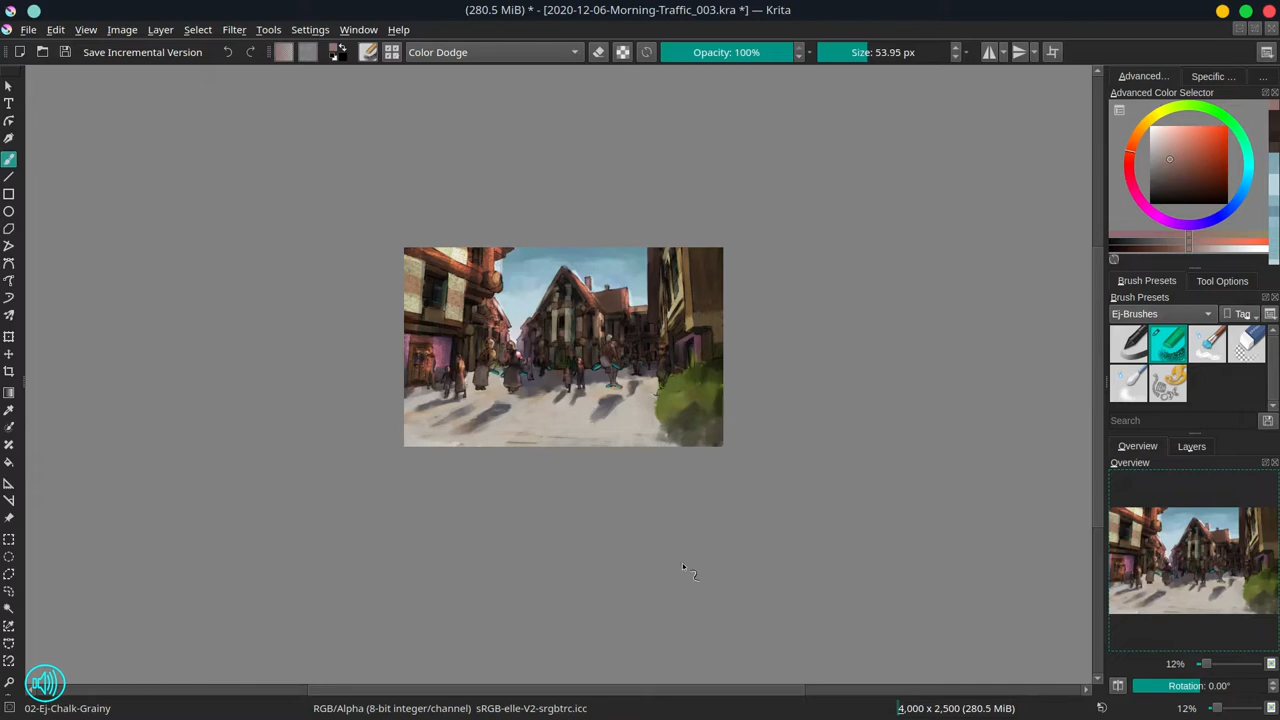 (280.5 MiB) * - [2020-12-06-Morning-Traffic_003.kra *] — Krita
File Edit View Image Layer Select Filter Tools Settings Window Help
Save Incremental Version Color Dodge Opacity: 100% Size: 53.95 px
Advanced... Specific ... ...
Advanced Color Selector
Brush Presets Tool Options
Brush Presets
Ej-Brushes Tag
Search
Overview Layers
Overview
12%
Rotation: 0.00°
02-Ej-Chalk-Grainy RGB/Alpha (8-bit integer/channel) sRGB-elle-V2-srgbtrc.icc 4,000 x 2,500 (280.5 MiB) 12%